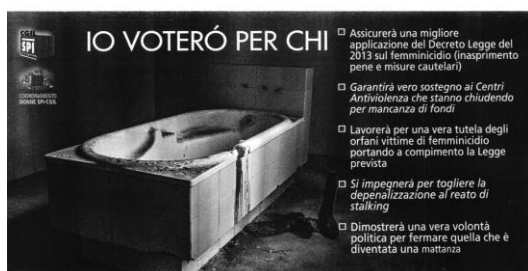 CGIL
SPI
COORDINAMENTO
DONNE SPI-CGIL
IO VOTERÓ PER CHI
Assicurerà una migliore
applicazione del Decreto Legge del
2013 sul femminicidio (inasprimento
pene e misure cautelari)
Garantirà vero sostegno ai Centri
Antiviolenza che stanno chiudendo
per mancanza di fondi
Lavorerà per una vera tutela degli
orfani vittime di femminicidio
portando a compimento la Legge
prevista
Si impegnerà per togliere la
depenalizzazione al reato di
stalking
Dimostrerà una vera volontà
politica per fermare quella che è
diventata una mattanza